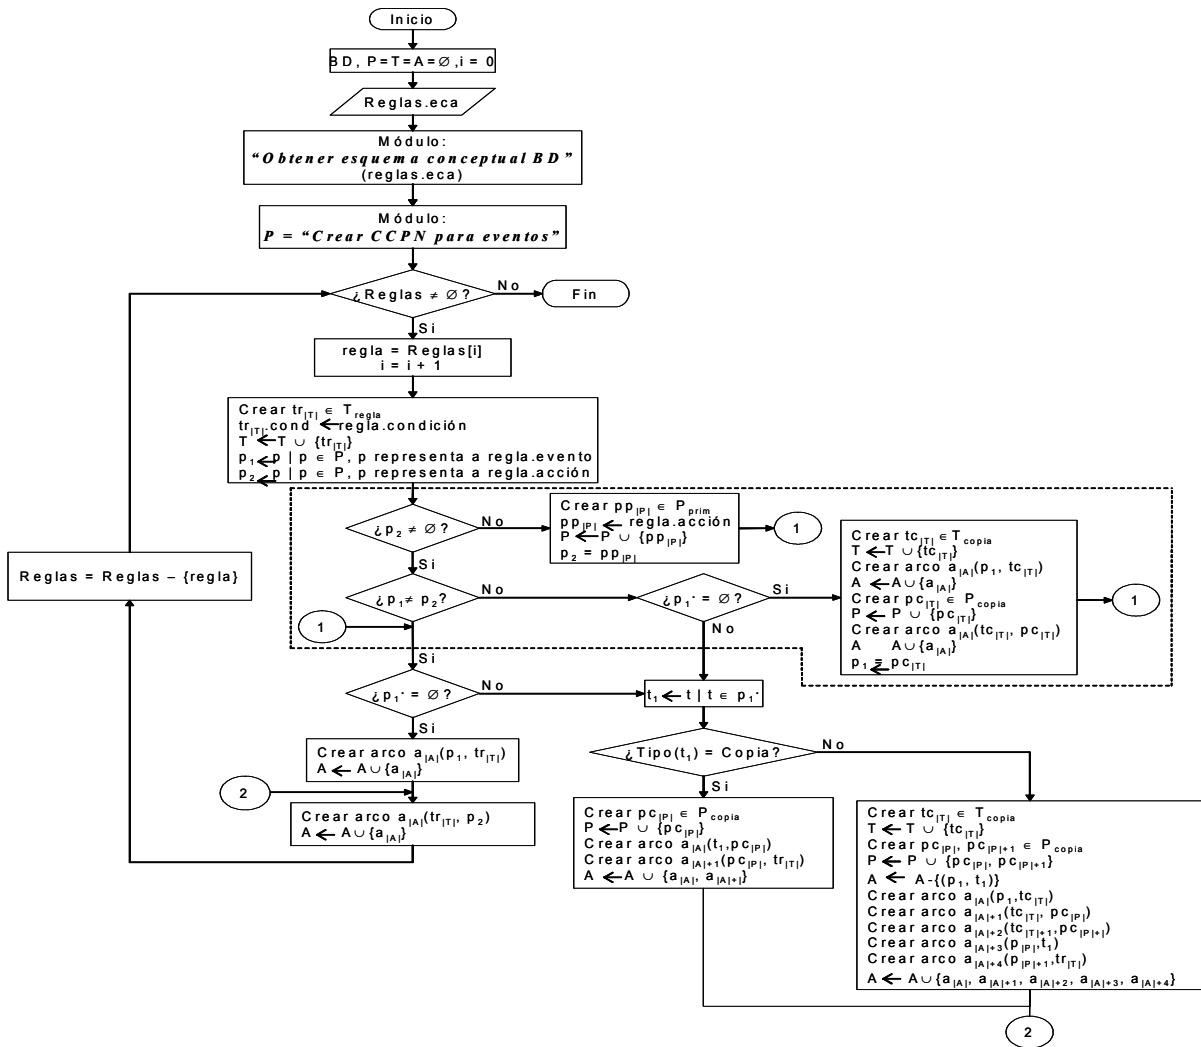 Inicio
BD, P=T=A=∅, i = 0
Reglas.eca
Módulo:
“Obtener esquema conceptual BD”
(reglas.eca)
Módulo:
P = “Crear CCPN para eventos”
¿Reglas ≠ ∅?
No
Fin
Si
regla = Reglas[i]
i = i + 1
Crear tr|T| ∈ Tregla
tr|T|.cond ← regla.condición
T ← T ∪ {tr|T|}
p1 ← p | p ∈ P, p representa a regla.evento
p2 ← p | p ∈ P, p representa a regla.acción
¿p2 ≠ ∅?
No
Crear pp|P| ∈ Pprim
pp|P| ← regla.acción
P ← P ∪ {pp|P|}
p2 = pp|P|
1
Si
¿p1 ≠ p2?
No
¿p1· = ∅?
Si
Crear tc|T| ∈ Tcopia
T ← T ∪ {tc|T|}
Crear arco a|A|(p1, tc|T|)
A ← A ∪ {a|A|}
Crear pc|T| ∈ Pcopia
P ← P ∪ {pc|T|}
Crear arco a|A|(tc|T|, pc|T|)
A   A ∪ {a|A|}
p1 = pc|T|
1
Reglas = Reglas – {regla}
1
Si
No
¿p1· = ∅?
No
t1 ← t | t ∈ p1·
Si
Crear arco a|A|(p1, tr|T|)
A ← A ∪ {a|A|}
2
Crear arco a|A|(tr|T|, p2)
A ← A ∪ {a|A|}
¿Tipo(t1) = Copia?
No
Si
Crear pc|P| ∈ Pcopia
P ← P ∪ {pc|P|}
Crear arco a|A|(t1,pc|P|)
Crear arco a|A|+1(pc|P|, tr|T|)
A ← A ∪ {a|A|, a|A|+|}
Crear tc|T| ∈ Tcopia
T ← T ∪ {tc|T|}
Crear pc|P|, pc|P|+1 ∈ Pcopia
P ← P ∪ {pc|P|, pc|P|+1}
A ← A-{(p1, t1)}
Crear arco a|A|(p1,tc|T|)
Crear arco a|A|+1(tc|T|, pc|P|)
Crear arco a|A|+2(tc|T|+1,pc|P|+|)
Crear arco a|A|+3(p|P|,t1)
Crear arco a|A|+4(p|P|+1,tr|T|)
A ← A ∪ {a|A|, a|A|+1, a|A|+2, a|A|+3, a|A|+4}
2